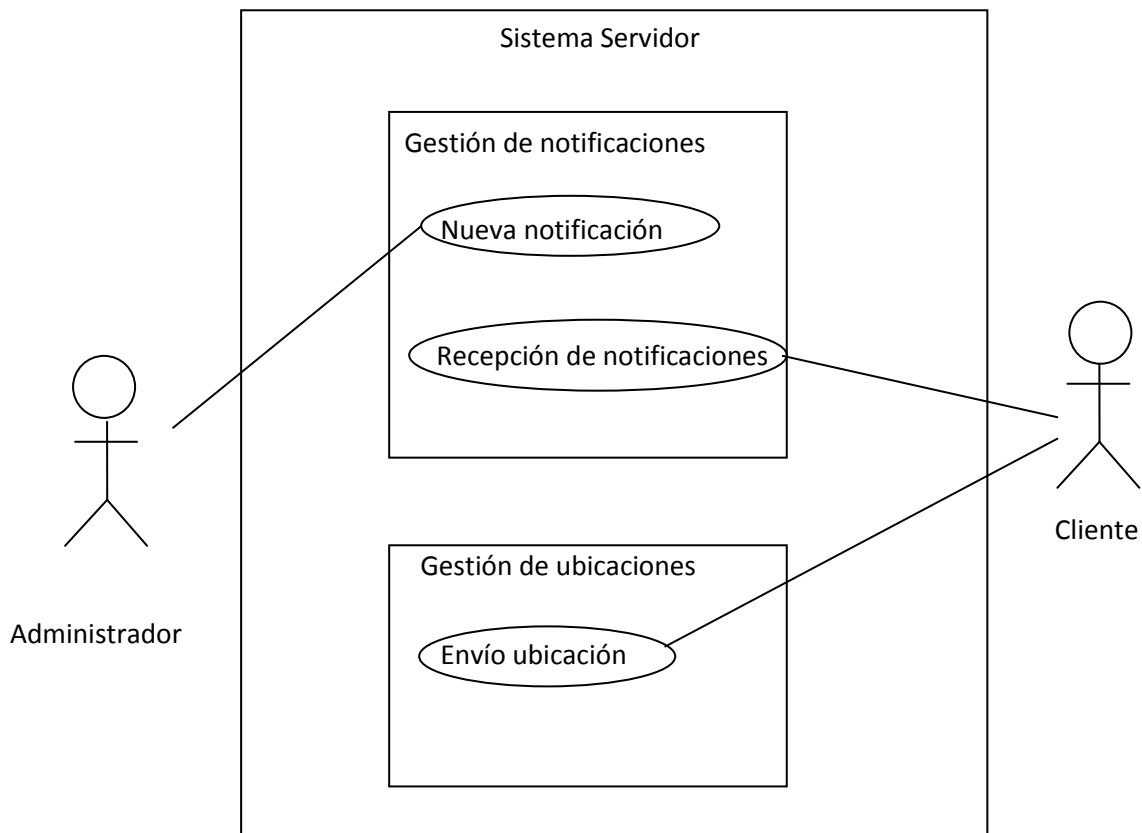 Sistema Servidor
Gestión de notificaciones
Nueva notificación
Recepción de notificaciones
Cliente
Gestión de ubicaciones
Administrador
Envío ubicación